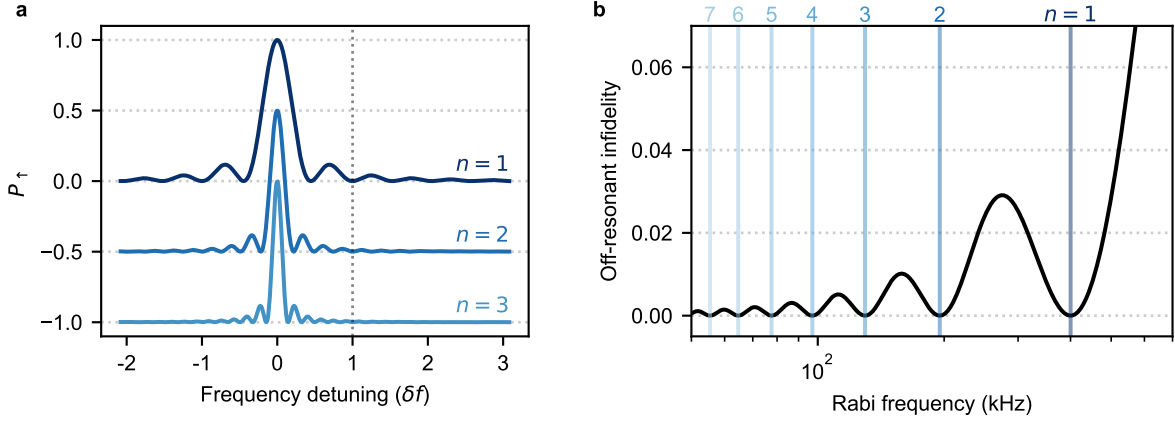 a
1.0
0.5
0.0
−0.5
−1.0
P↑
n = 1
n = 2
n = 3
-2
-1
0
1
2
3
Frequency detuning (δf)
b
7 6 5 4 3 2 n = 1
0.06
0.04
0.02
0.00
Off-resonant infidelity
10²
Rabi frequency (kHz)